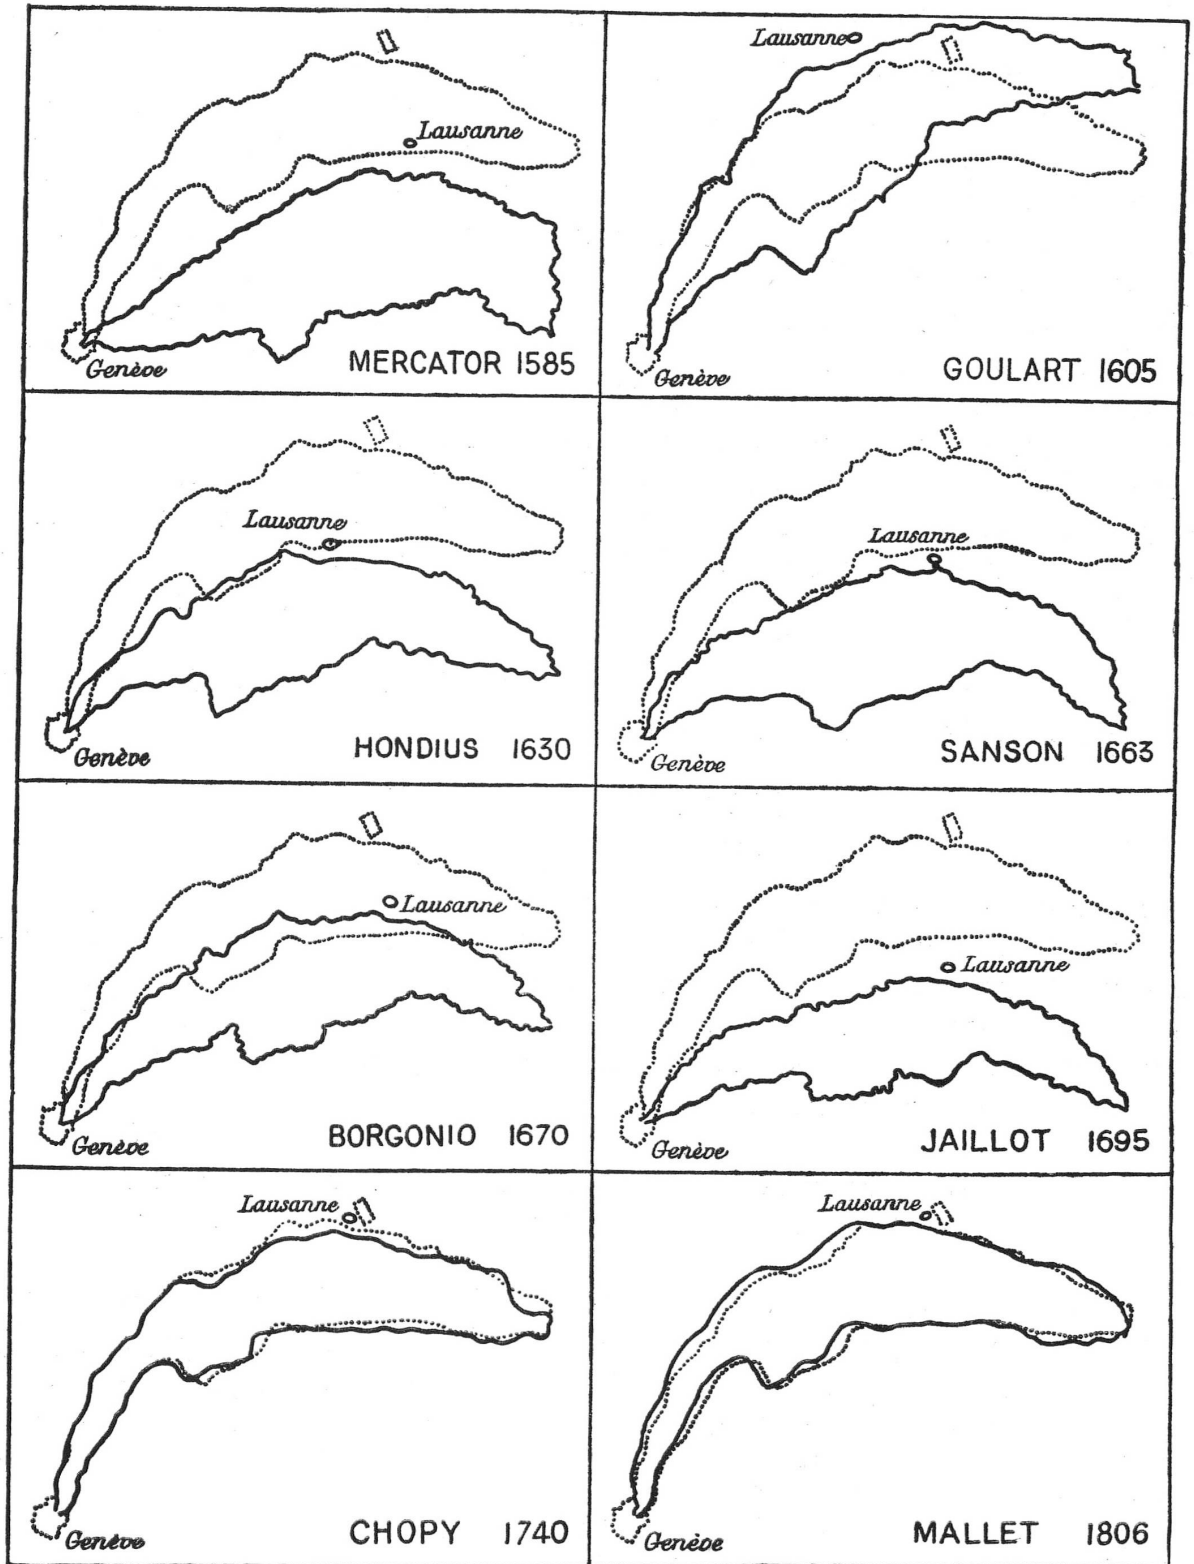 Lausanne
Genève
MERCATOR 1585
Lausanne
Genève
GOULART 1605
Lausanne
Genève
HONDIUS 1630
Lausanne
Genève
SANSON 1663
Lausanne
Genève
BORGONIO 1670
Lausanne
Genève
JAILLOT 1695
Lausanne
Genève
CHOPY 1740
Lausanne
Genève
MALLET 1806